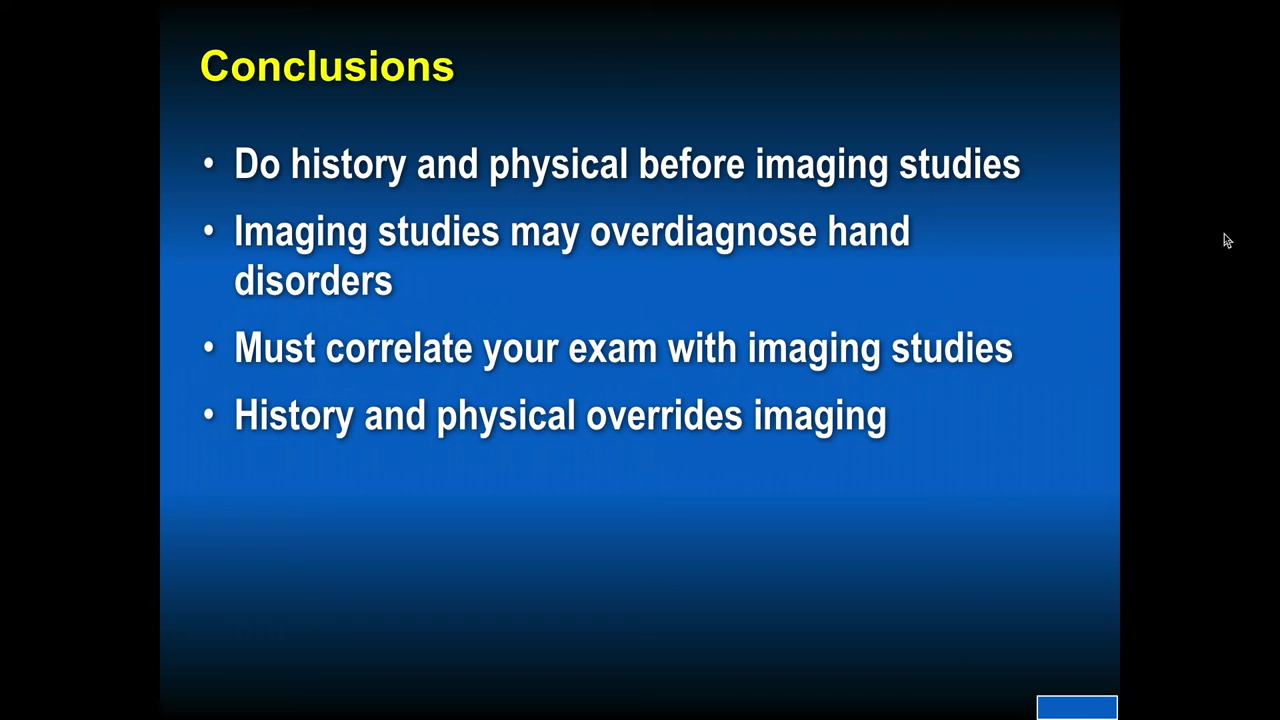 Conclusions
• Do history and physical before imaging studies
• Imaging studies may overdiagnose hand
disorders
• Must correlate your exam with imaging studies
• History and physical overrides imaging